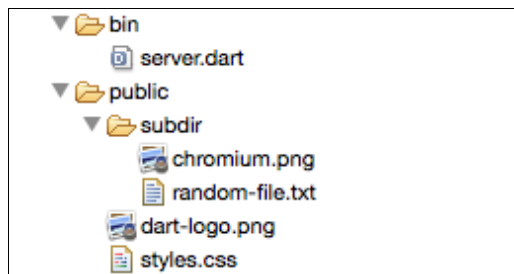 bin
server.dart
public
subdir
chromium.png
random-file.txt
dart-logo.png
styles.css